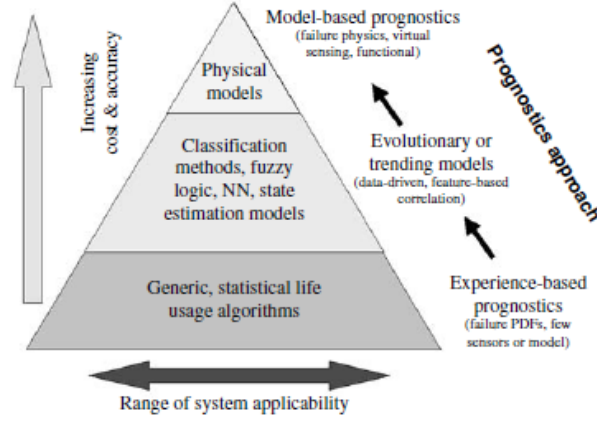 Model-based prognostics
(failure physics, virtual
sensing, functional)
Increasing
cost & accuracy
Physical
models
Prognostics approach
Classification
methods, fuzzy
logic, NN, state
estimation models
Evolutionary or
trending models
(data-driven, feature-based
correlation)
Generic, statistical life
usage algorithms
Experience-based
prognostics
(failure PDFs, few
sensors or model)
Range of system applicability